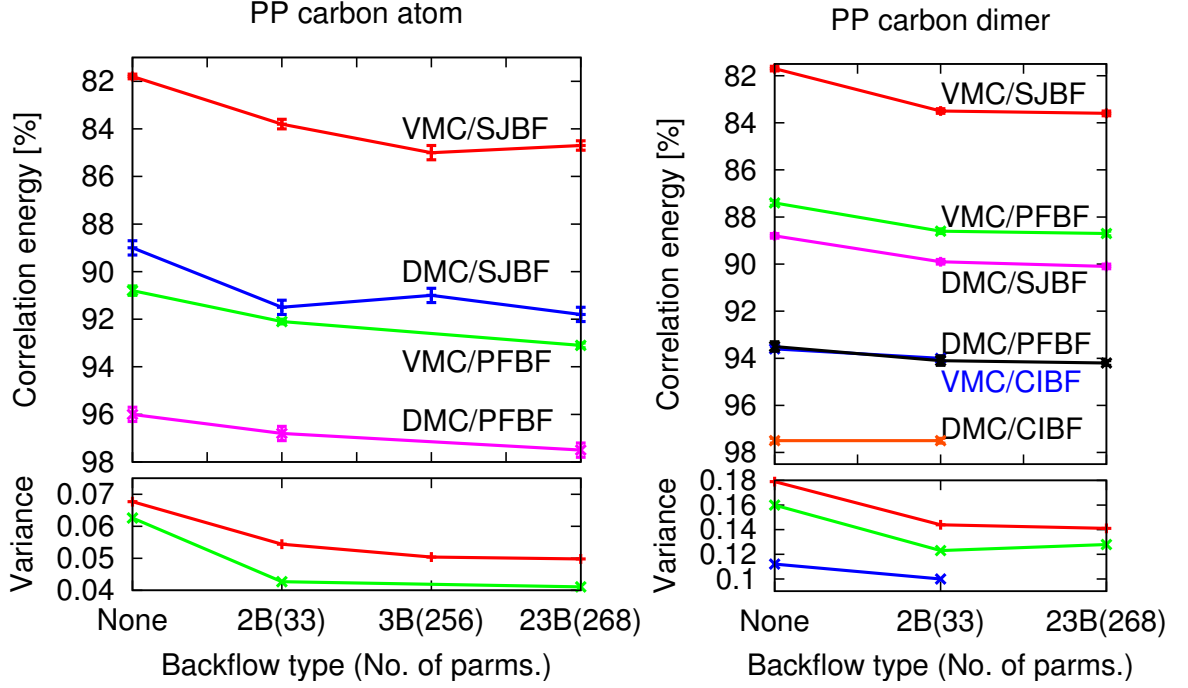 PP carbon atom
Correlation energy [%]
82
84
86
88
90
92
94
96
98
VMC/SJBF
DMC/SJBF
VMC/PFBF
DMC/PFBF
Variance
0.07
0.06
0.05
0.04
None
2B(33)
3B(256)
23B(268)
Backflow type (No. of parms.)
PP carbon dimer
Correlation energy [%]
82
84
86
88
90
92
94
96
98
VMC/SJBF
VMC/PFBF
DMC/SJBF
DMC/PFBF
VMC/CIBF
DMC/CIBF
Variance
0.18
0.16
0.14
0.12
0.1
None
2B(33)
23B(268)
Backflow type (No. of parms.)